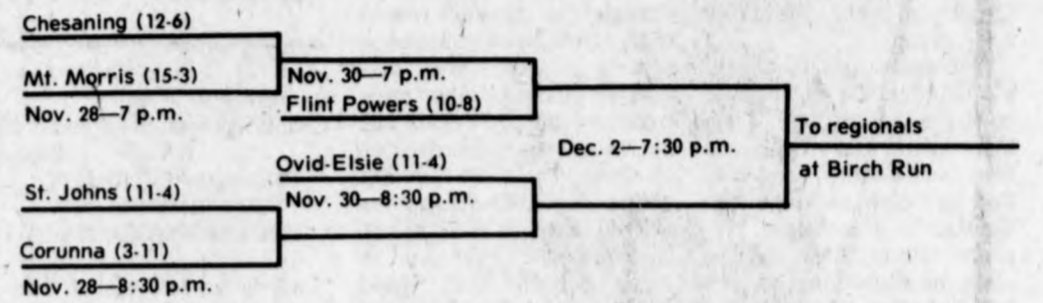 Chesaning (12-6)
Mt. Morris (15-3)
Nov. 28—7 p.m.
Nov. 30—7 p.m.
Flint Powers (10-8)
Ovid-Elsie (11-4)
Nov. 30—8:30 p.m.
St. Johns (11-4)
Corunna (3-11)
Nov. 28—8:30 p.m.
Dec. 2—7:30 p.m.
To regionals
at Birch Run